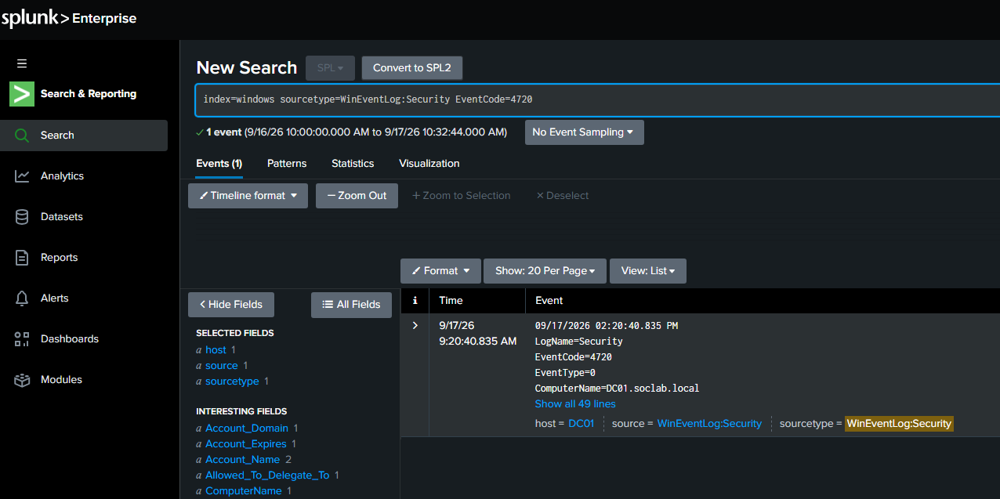 splunk> Enterprise
Search & Reporting
Search
Analytics
Datasets
Reports
Alerts
Dashboards
Modules
New Search
SPL
Convert to SPL2
index=windows sourcetype=WinEventLog:Security EventCode=4720
1 event (9/16/26 10:00:00.000 AM to 9/17/26 10:32:44.000 AM)
No Event Sampling
Events (1) Patterns Statistics Visualization
Timeline format — Zoom Out + Zoom to Selection × Deselect
Format Show: 20 Per Page View: List
< Hide Fields All Fields
SELECTED FIELDS
a host 1
a source 1
a sourcetype 1
INTERESTING FIELDS
a Account_Domain 1
a Account_Expires 1
a Account_Name 2
a Allowed_To_Delegate_To 1
a ComputerName 1
i Time Event
> 9/17/26
9:20:40.835 AM
09/17/2026 02:20:40.835 PM
LogName=Security
EventCode=4720
EventType=0
ComputerName=DC01.soclab.local
Show all 49 lines
host = DC01 source = WinEventLog:Security sourcetype = WinEventLog:Security